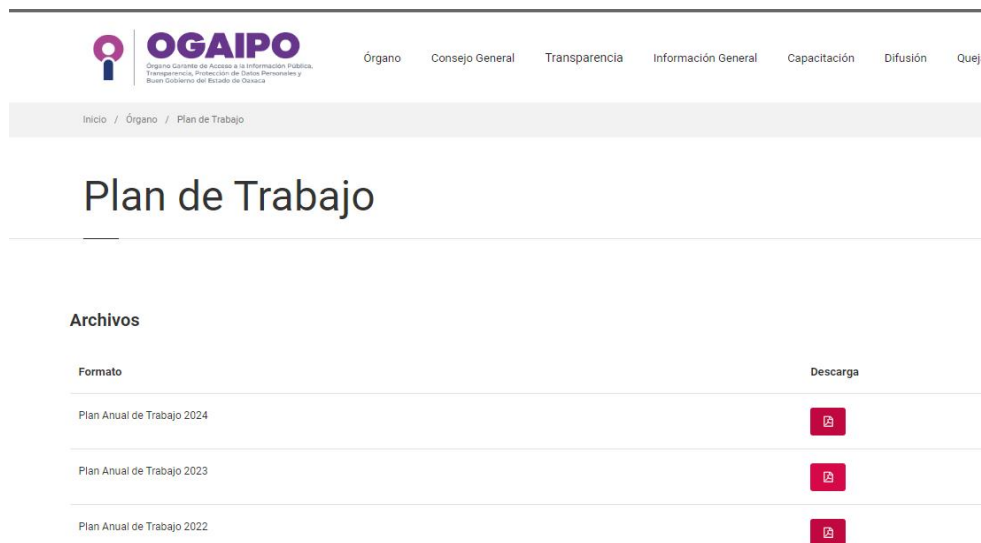 OGAIPO
Órgano Garante de Acceso a la Información Pública,
Transparencia, Protección de Datos Personales y
Buen Gobierno del Estado de Oaxaca
Órgano Consejo General Transparencia Información General Capacitación Difusión Quej
Inicio / Órgano / Plan de Trabajo
Plan de Trabajo
Archivos
Formato Descarga
Plan Anual de Trabajo 2024
Plan Anual de Trabajo 2023
Plan Anual de Trabajo 2022